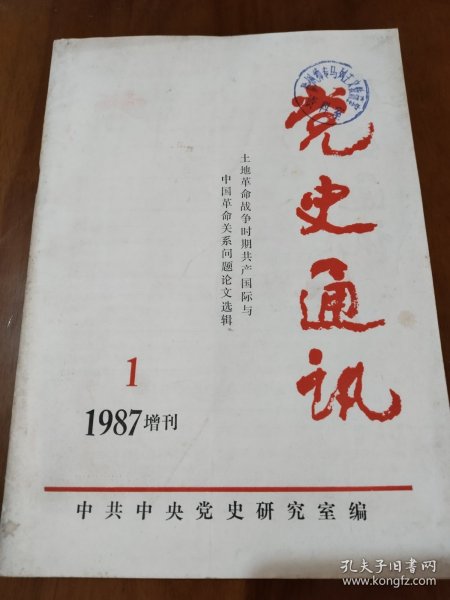 党史通讯
土地革命战争时期共产国际与
中国革命关系问题论文选辑
1
1987增刊
中共中央党史研究室编
孔夫子旧书网
www.kongfz.com